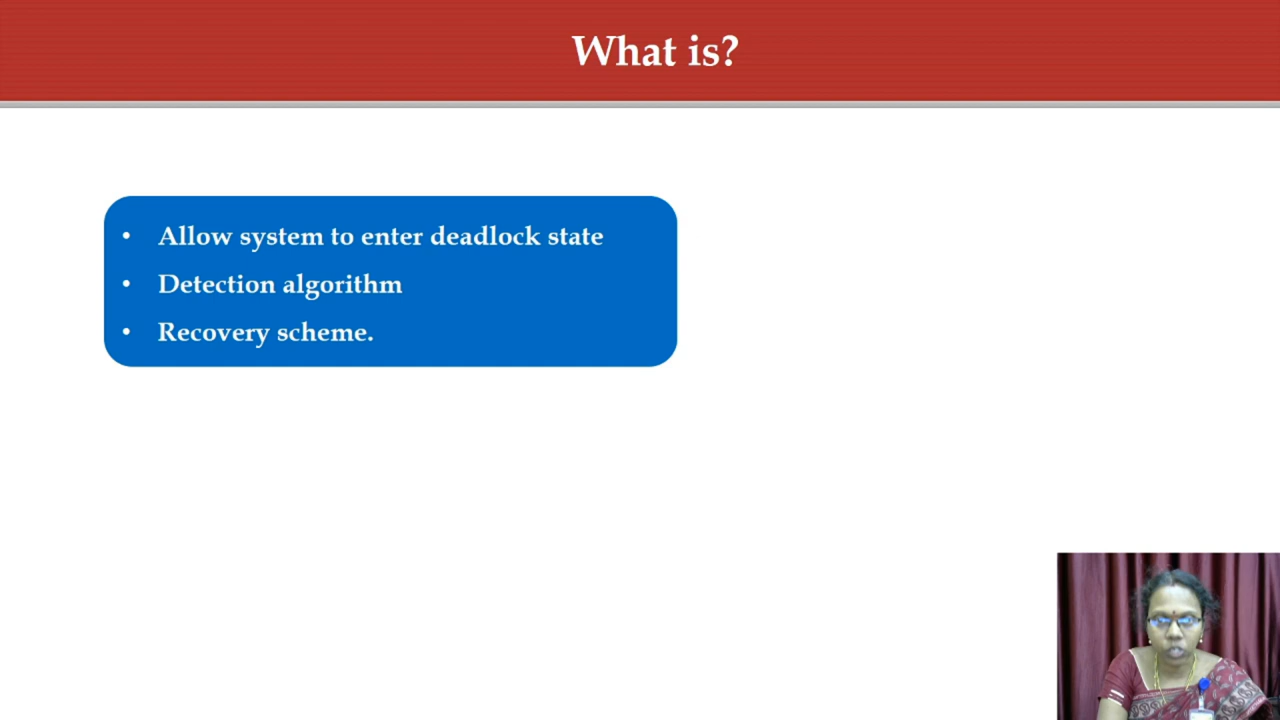 What is?
• Allow system to enter deadlock state
• Detection algorithm
• Recovery scheme.